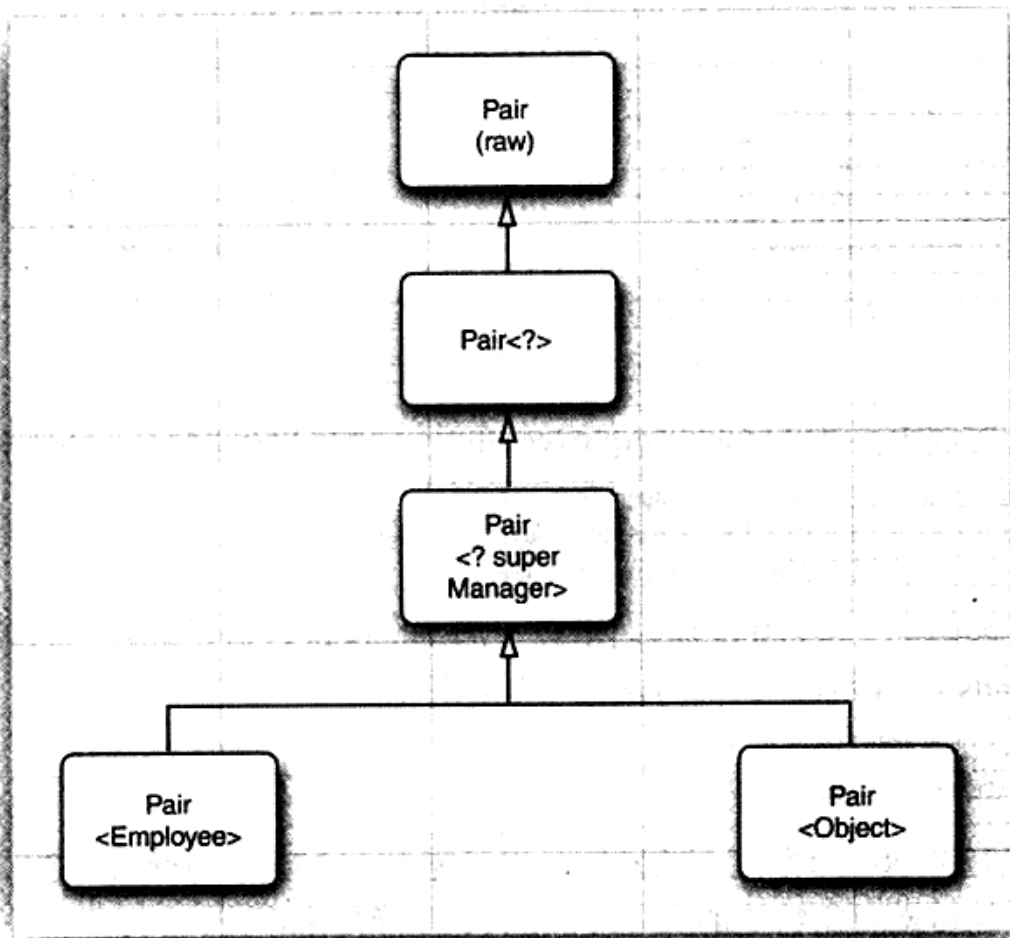 Pair
(raw)
Pair<?>
Pair
<? super
Manager>
Pair
<Employee>
Pair
<Object>